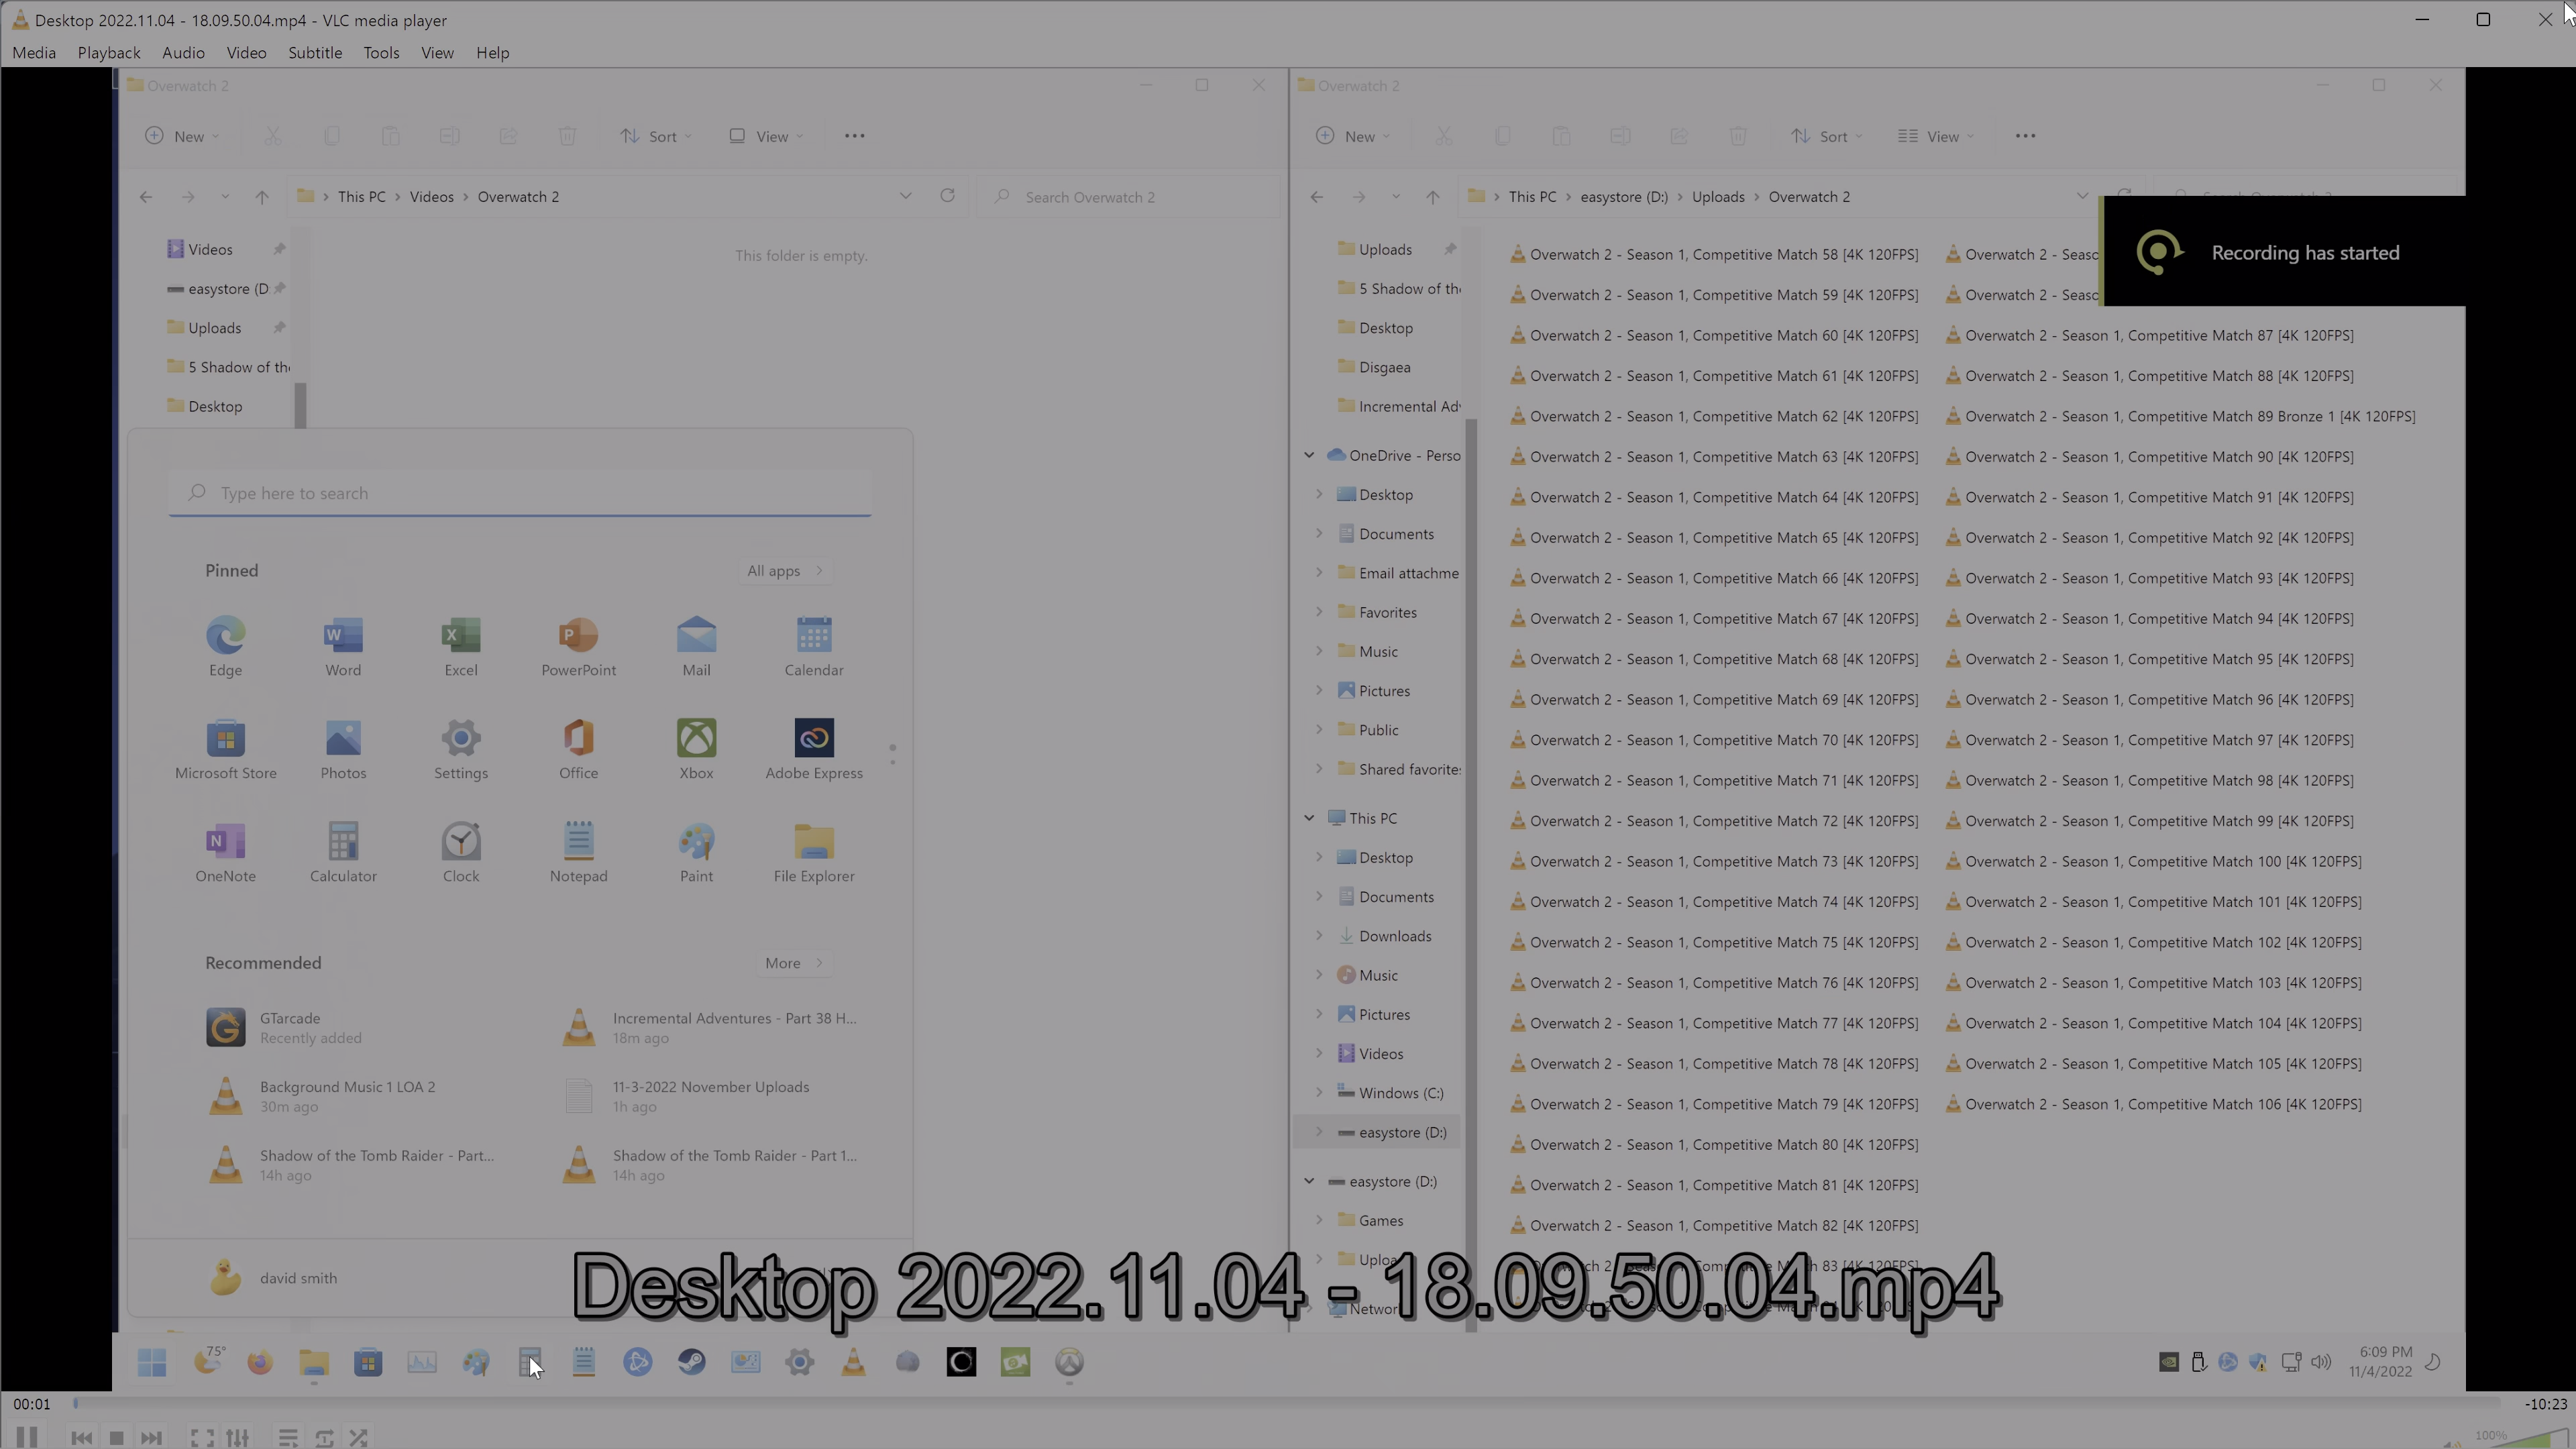 Desktop 2022.11.04 - 18.09.50.04.mp4 - VLC media player
Media Playback Audio Video Subtitle Tools View Help
Overwatch 2
New Sort View
This PC > Videos > Overwatch 2
Search Overwatch 2
Videos
easystore (D
Uploads
5 Shadow of the
Desktop
This folder is empty.
Type here to search
Pinned
All apps
Edge Word Excel PowerPoint Mail Calendar
Microsoft Store Photos Settings Office Xbox Adobe Express
OneNote Calculator Clock Notepad Paint File Explorer
Recommended
More
GTarcade
Recently added
Incremental Adventures - Part 38 H...
18m ago
Background Music 1 LOA 2
30m ago
11-3-2022 November Uploads
1h ago
Shadow of the Tomb Raider - Part...
14h ago
Shadow of the Tomb Raider - Part 1...
14h ago
david smith
Overwatch 2
New Sort View
This PC > easystore (D:) > Uploads > Overwatch 2
Recording has started
Uploads
5 Shadow of the
Desktop
Disgaea
Incremental Adv
OneDrive - Perso
Desktop
Documents
Email attachme
Favorites
Music
Pictures
Public
Shared favorites
This PC
Desktop
Documents
Downloads
Music
Pictures
Videos
Windows (C:)
easystore (D:)
easystore (D:)
Games
Uploa
Networ
Overwatch 2 - Season 1, Competitive Match 58 [4K 120FPS]
Overwatch 2 - Season 1, Competitive Match 59 [4K 120FPS]
Overwatch 2 - Season 1, Competitive Match 60 [4K 120FPS]
Overwatch 2 - Season 1, Competitive Match 61 [4K 120FPS]
Overwatch 2 - Season 1, Competitive Match 62 [4K 120FPS]
Overwatch 2 - Season 1, Competitive Match 63 [4K 120FPS]
Overwatch 2 - Season 1, Competitive Match 64 [4K 120FPS]
Overwatch 2 - Season 1, Competitive Match 65 [4K 120FPS]
Overwatch 2 - Season 1, Competitive Match 66 [4K 120FPS]
Overwatch 2 - Season 1, Competitive Match 67 [4K 120FPS]
Overwatch 2 - Season 1, Competitive Match 68 [4K 120FPS]
Overwatch 2 - Season 1, Competitive Match 69 [4K 120FPS]
Overwatch 2 - Season 1, Competitive Match 70 [4K 120FPS]
Overwatch 2 - Season 1, Competitive Match 71 [4K 120FPS]
Overwatch 2 - Season 1, Competitive Match 72 [4K 120FPS]
Overwatch 2 - Season 1, Competitive Match 73 [4K 120FPS]
Overwatch 2 - Season 1, Competitive Match 74 [4K 120FPS]
Overwatch 2 - Season 1, Competitive Match 75 [4K 120FPS]
Overwatch 2 - Season 1, Competitive Match 76 [4K 120FPS]
Overwatch 2 - Season 1, Competitive Match 77 [4K 120FPS]
Overwatch 2 - Season 1, Competitive Match 78 [4K 120FPS]
Overwatch 2 - Season 1, Competitive Match 79 [4K 120FPS]
Overwatch 2 - Season 1, Competitive Match 80 [4K 120FPS]
Overwatch 2 - Season 1, Competitive Match 81 [4K 120FPS]
Overwatch 2 - Season 1, Competitive Match 82 [4K 120FPS]
83 [4K 120FPS]
Overwatch 2 - Seaso
Overwatch 2 - Seaso
Overwatch 2 - Season 1, Competitive Match 87 [4K 120FPS]
Overwatch 2 - Season 1, Competitive Match 88 [4K 120FPS]
Overwatch 2 - Season 1, Competitive Match 89 Bronze 1 [4K 120FPS]
Overwatch 2 - Season 1, Competitive Match 90 [4K 120FPS]
Overwatch 2 - Season 1, Competitive Match 91 [4K 120FPS]
Overwatch 2 - Season 1, Competitive Match 92 [4K 120FPS]
Overwatch 2 - Season 1, Competitive Match 93 [4K 120FPS]
Overwatch 2 - Season 1, Competitive Match 94 [4K 120FPS]
Overwatch 2 - Season 1, Competitive Match 95 [4K 120FPS]
Overwatch 2 - Season 1, Competitive Match 96 [4K 120FPS]
Overwatch 2 - Season 1, Competitive Match 97 [4K 120FPS]
Overwatch 2 - Season 1, Competitive Match 98 [4K 120FPS]
Overwatch 2 - Season 1, Competitive Match 99 [4K 120FPS]
Overwatch 2 - Season 1, Competitive Match 100 [4K 120FPS]
Overwatch 2 - Season 1, Competitive Match 101 [4K 120FPS]
Overwatch 2 - Season 1, Competitive Match 102 [4K 120FPS]
Overwatch 2 - Season 1, Competitive Match 103 [4K 120FPS]
Overwatch 2 - Season 1, Competitive Match 104 [4K 120FPS]
Overwatch 2 - Season 1, Competitive Match 105 [4K 120FPS]
Overwatch 2 - Season 1, Competitive Match 106 [4K 120FPS]
Desktop 2022.11.04 - 18.09.50.04.mp4
75°
6:09 PM
11/4/2022
00:01
-10:23
100%